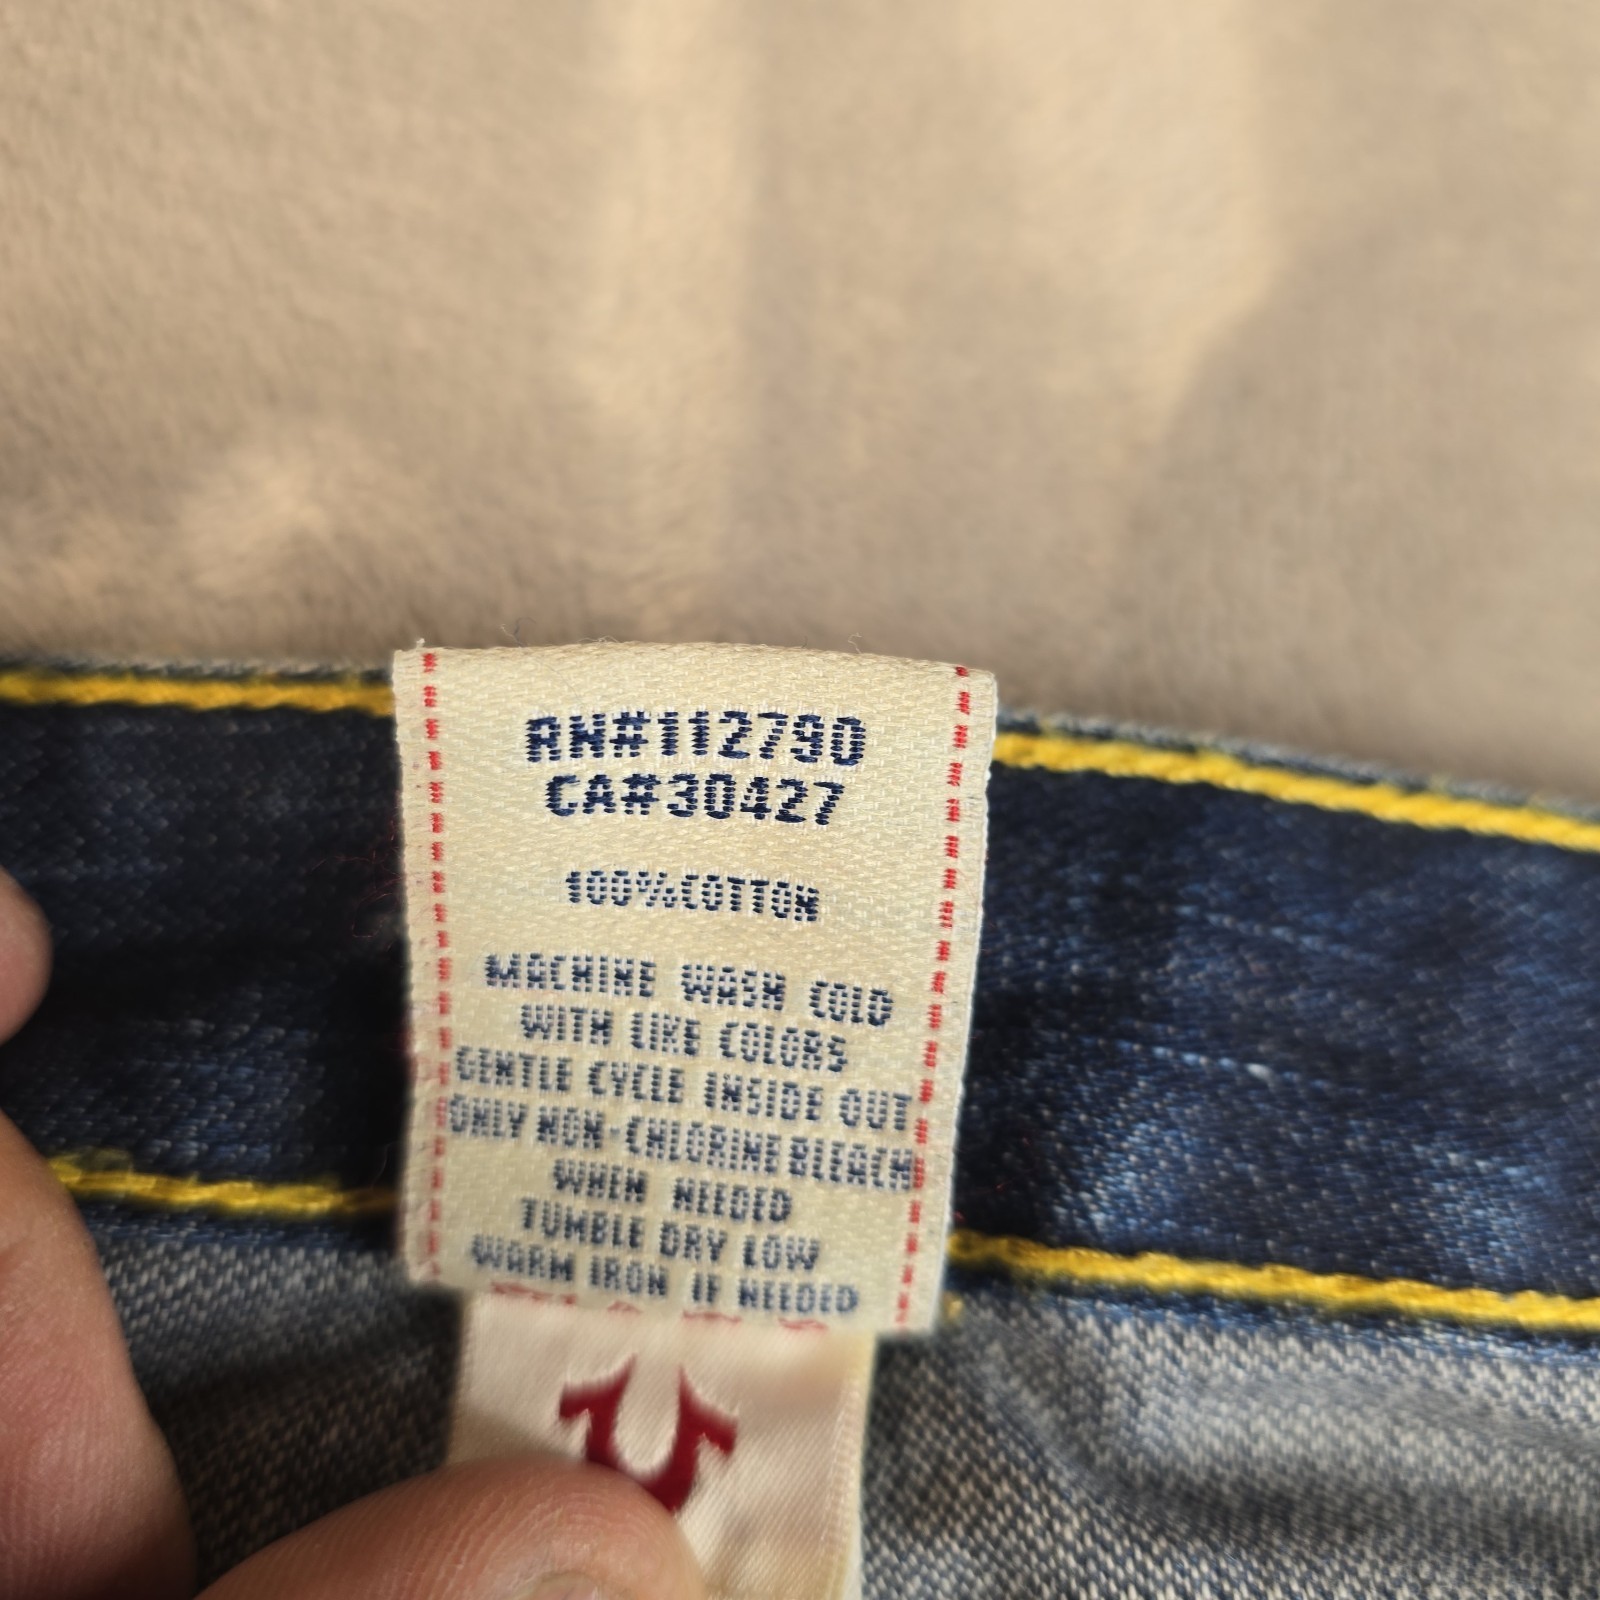 RN#112790
CA#30427
100%COTTON
MACHINE WASH COLD
WITH LIKE COLORS
GENTLE CYCLE INSIDE OUT
ONLY NON-CHLORINE BLEACH
WHEN NEEDED
TUMBLE DRY LOW
WARM IRON IF NEEDED